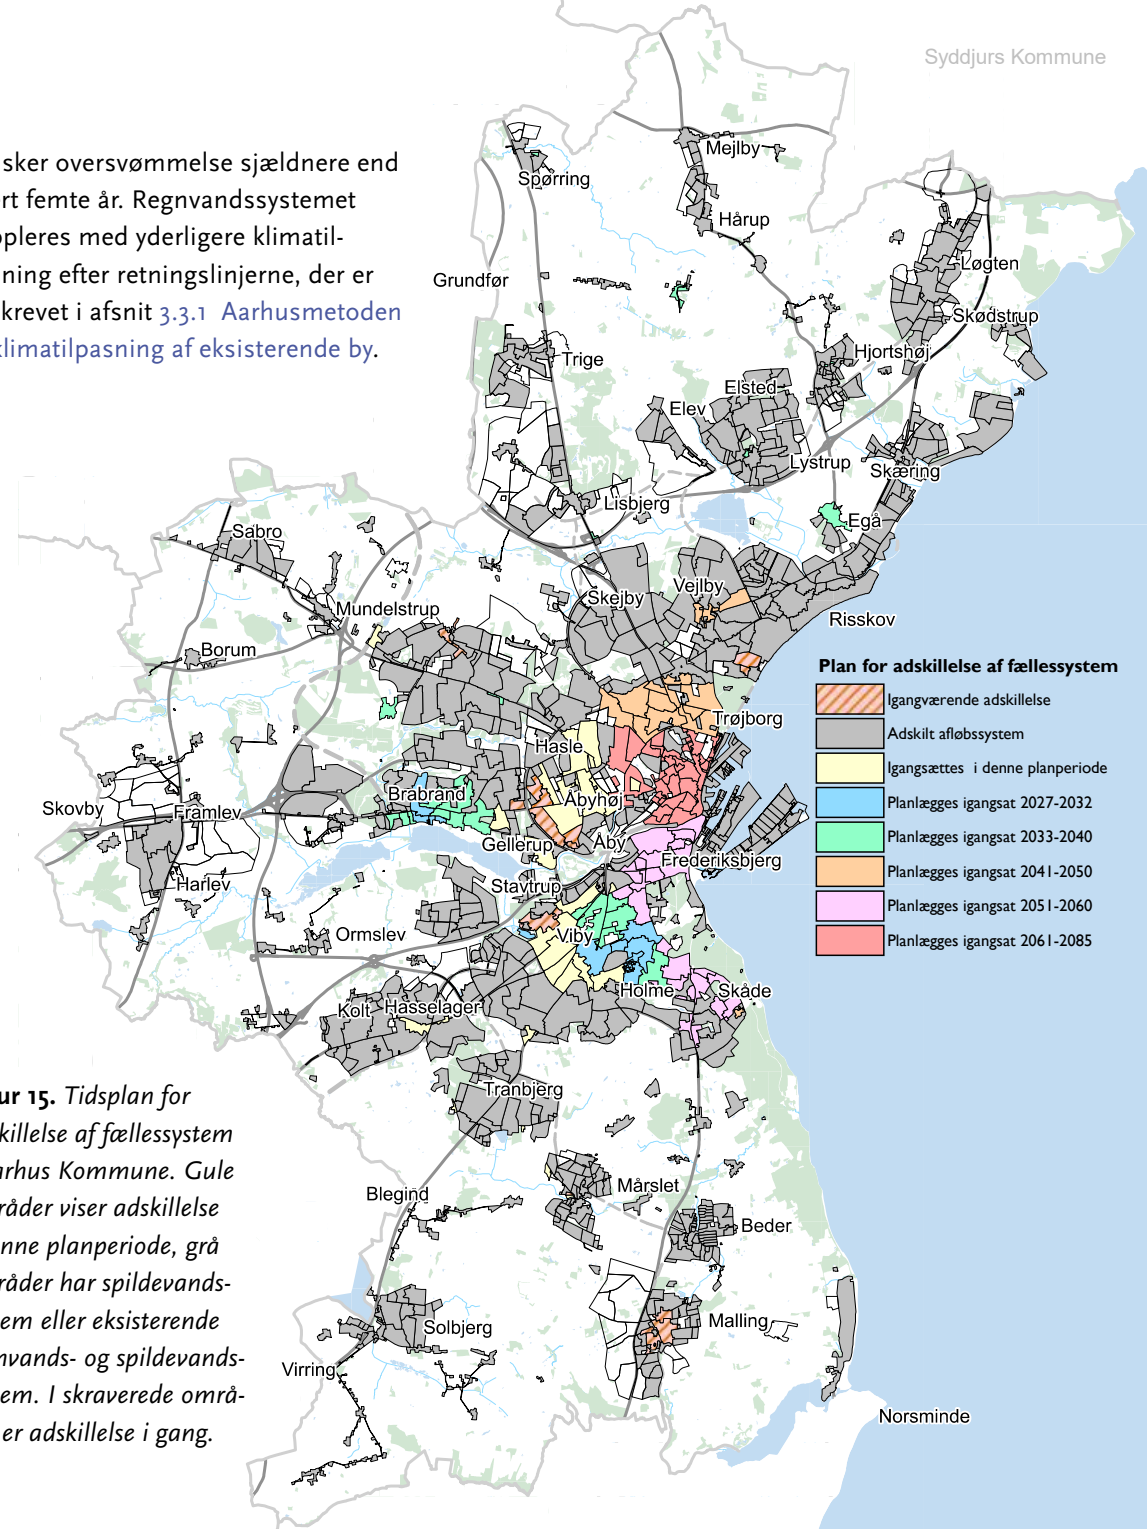 Syddjurs Kommune
sker oversvømmelse sjældnere end
rt femte år. Regnvandssystemet
pleres med yderligere klimatil-
ning efter retningslinjerne, der er
krevet i afsnit 3.3.1 Aarhusmetoden
klimatilpasning af eksisterende by.
Mejlby
Spørring
Hårup
Løgten
Grundfør
Skødstrup
Trige
Hjortshøj
Elsted
Elev
Lystrup
Skæring
Lisbjerg
Egå
Sabro
Skejby
Vejlby
Mundelstrup
Risskov
Borum
Plan for adskillelse af fællessystem
Igangværende adskillelse
Adskilt afløbssystem
Igangsættes i denne planperiode
Planlægges igangsat 2027-2032
Planlægges igangsat 2033-2040
Planlægges igangsat 2041-2050
Planlægges igangsat 2051-2060
Planlægges igangsat 2061-2085
Trøjborg
Hasle
Brabrand
Åbyhøj
Skovby
Framlev
Gellerup
Åby
Frederiksbjerg
Harlev
Stavtrup
Ormslev
Viby
Holme
Skåde
Kolt
Hasselager
Tranbjerg
ur 15. Tidsplan for
killelse af fællessystem
arhus Kommune. Gule
råder viser adskillelse
nne planperiode, grå
råder har spildevands-
em eller eksisterende
nvands- og spildevands-
em. I skraverede områ-
er adskillelse i gang.
Mårslet
Blegind
Beder
Solbjerg
Malling
Virring
Norsminde